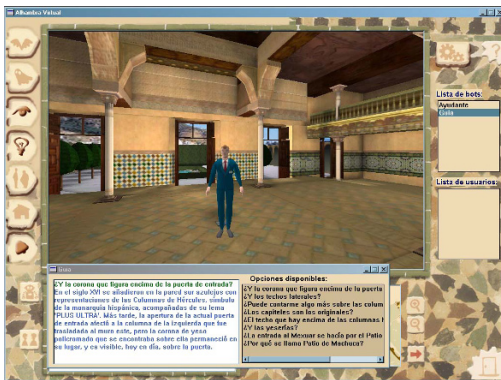 Alhambra Virtual
Lista de bots:
Ayudante
Guia
Lista de usuarios:
Guia
¿Y la corona que figura encima de la puerta de entrada?
En el siglo XVI se añadieron en la pared sur azulejos con
representaciones de las Columnas de Hércules, símbolo
de la monarquía hispánica, acompañadas de su lema
'PLUS ULTRA'. Más tarde, la apertura de la actual puerta
de entrada afectó a la columna de la izquierda que fue
trasladada al muro este, pero la corona de yeso
policromado que se encontraba sobre ella permaneció en
su lugar, y es visible, hoy en día, sobre la puerta.
Opciones disponibles:
¿Y la corona que figura encima de la puerta
¿Y los techos laterales?
¿Puede contarme algo más sobre las colum
¿Los capiteles son los originales?
¿El techo que hay encima de las columnas
¿Y las yeserías?
¿La entrada al Mexuar se hacía por el Patio
¿Por qué se llama Patio de Machuca?